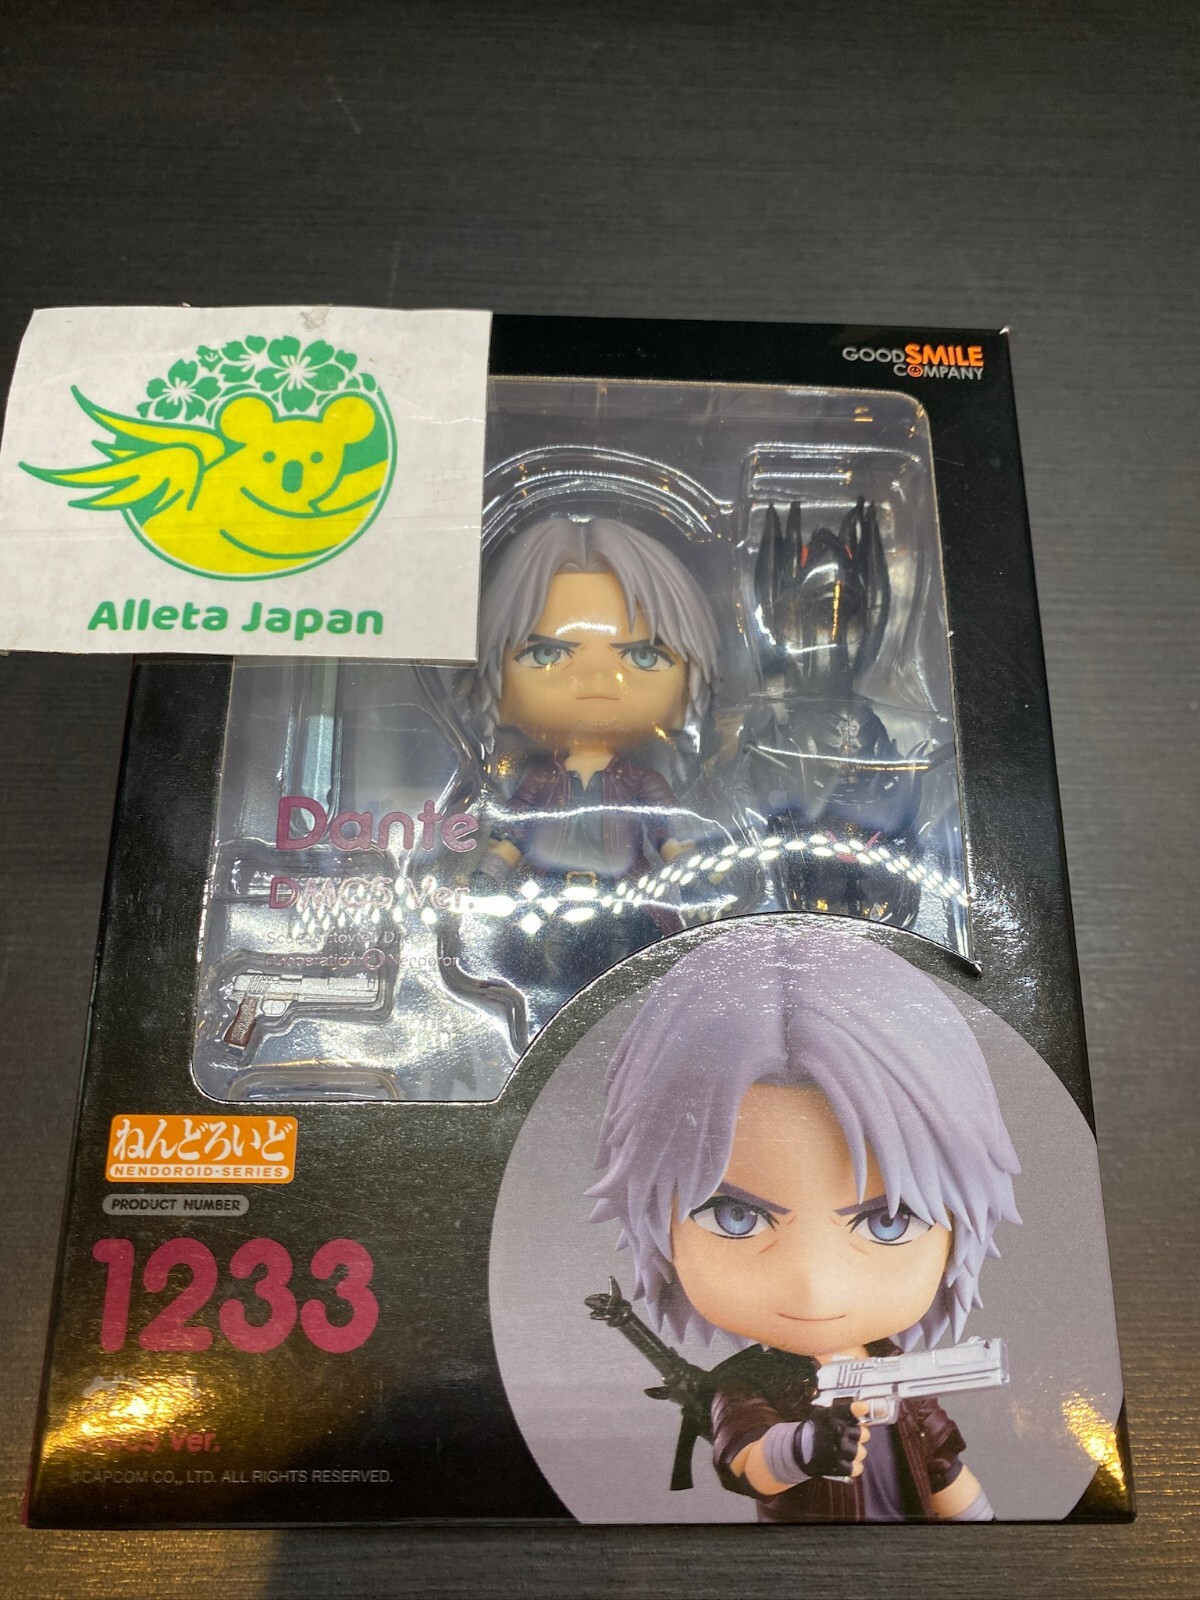 GOOD SMILE
COMPANY
Alleta Japan
Dante
DMC5 Ver.
ねんどろいど
NENDOROID-SERIES
PRODUCT NUMBER
1233
Ver.
©CAPCOM CO., LTD. ALL RIGHTS RESERVED.